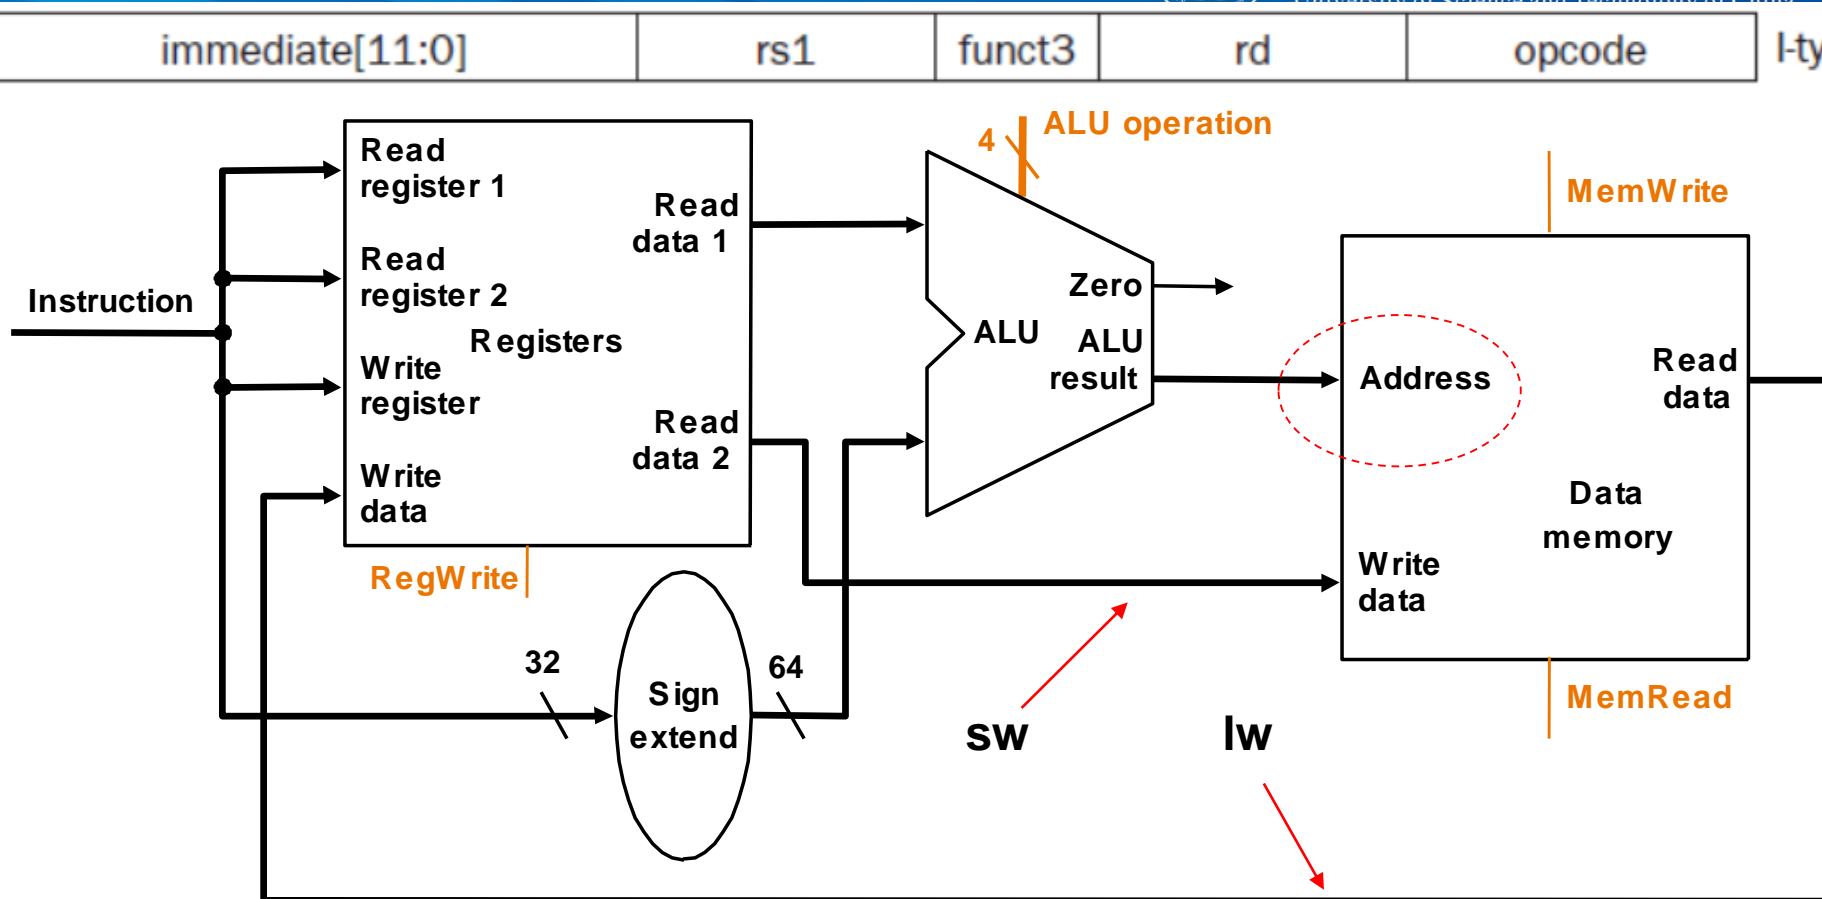 immediate[11:0] rs1 funct3 rd opcode I-ty
ALU operation
4
Read
register 1
Read
data 1
MemWrite
Read
register 2
Instruction
Registers
Zero
ALU
ALU
result
Write
register
Address
Read
data
Read
data 2
Write
data
Data
memory
RegWrite
Write
data
32
64
Sign
extend
sw
lw
MemRead